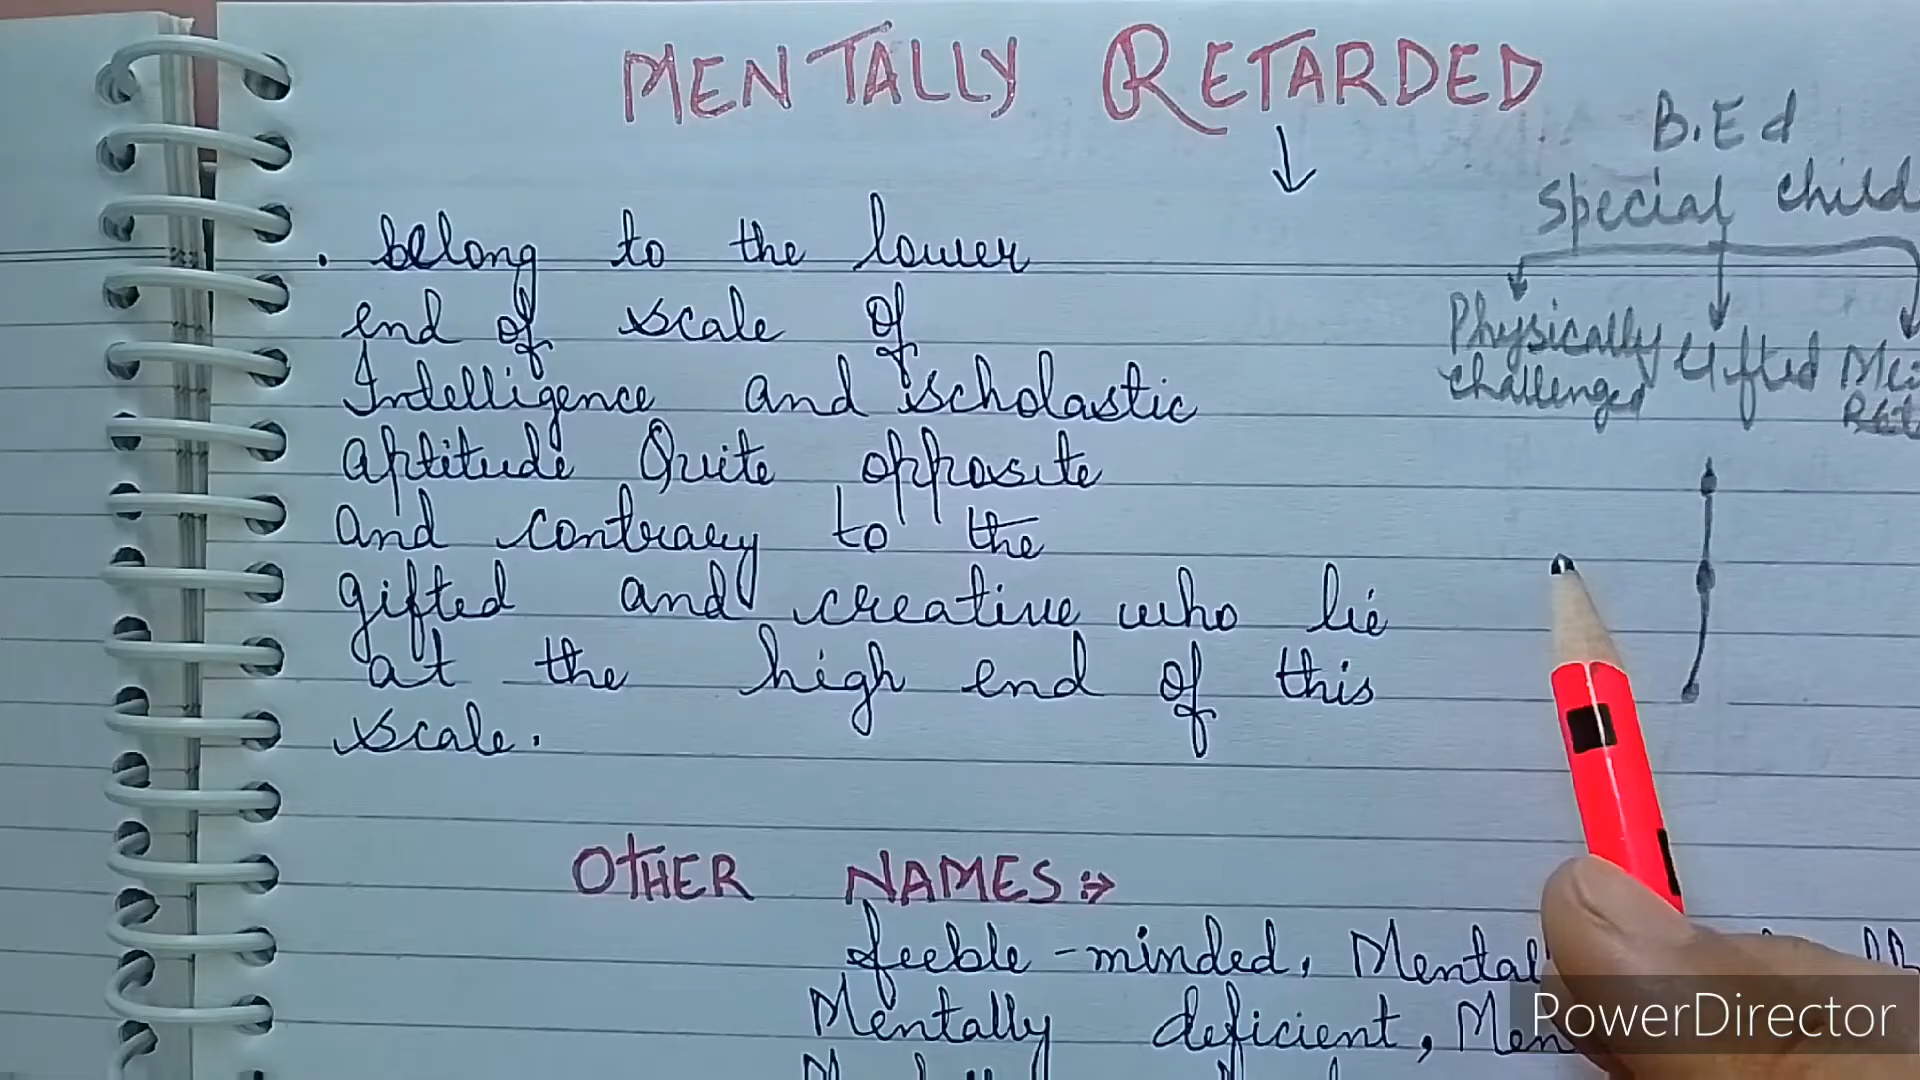 MENTALLY RETARDED
B.Ed
Special child
Physically challenged
Gifted
. belong to the lower
end of scale of
Intelligence and scholastic
aptitude Quite opposite
and contrary to the
gifted and creative who lie
at the high end of this
scale.
OTHER NAMES :->
feeble-minded, Mental
Mentally deficient, Men
PowerDirector